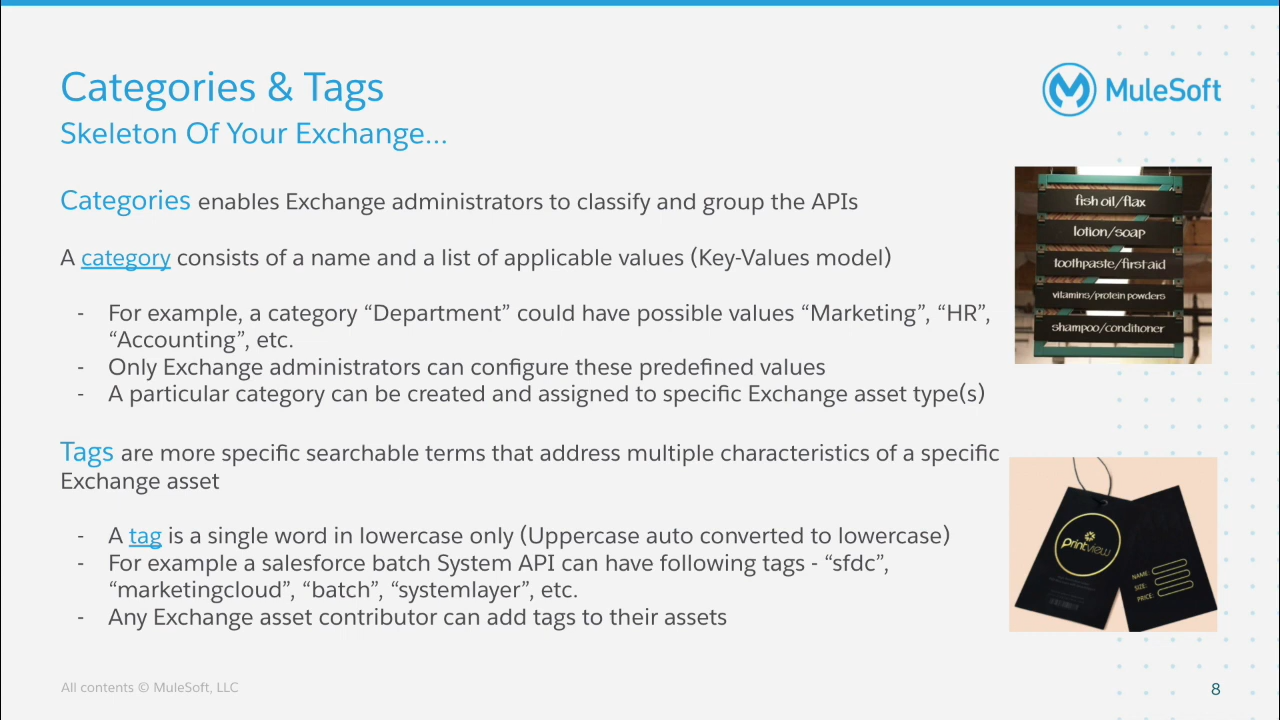 Categories & Tags
Skeleton Of Your Exchange...
MuleSoft
Categories enables Exchange administrators to classify and group the APIs
A category consists of a name and a list of applicable values (Key-Values model)
- For example, a category “Department” could have possible values “Marketing”, “HR”,
“Accounting”, etc.
- Only Exchange administrators can configure these predefined values
- A particular category can be created and assigned to specific Exchange asset type(s)
fish oil/flax
lotion/soap
toothpaste/first aid
vitamins/protein powders
shampoo/conditioner
Tags are more specific searchable terms that address multiple characteristics of a specific
Exchange asset
- A tag is a single word in lowercase only (Uppercase auto converted to lowercase)
- For example a salesforce batch System API can have following tags - “sfdc”,
“marketingcloud”, “batch”, “systemlayer”, etc.
- Any Exchange asset contributor can add tags to their assets
printview
NAME:
SIZE:
PRICE:
All contents © MuleSoft, LLC
8